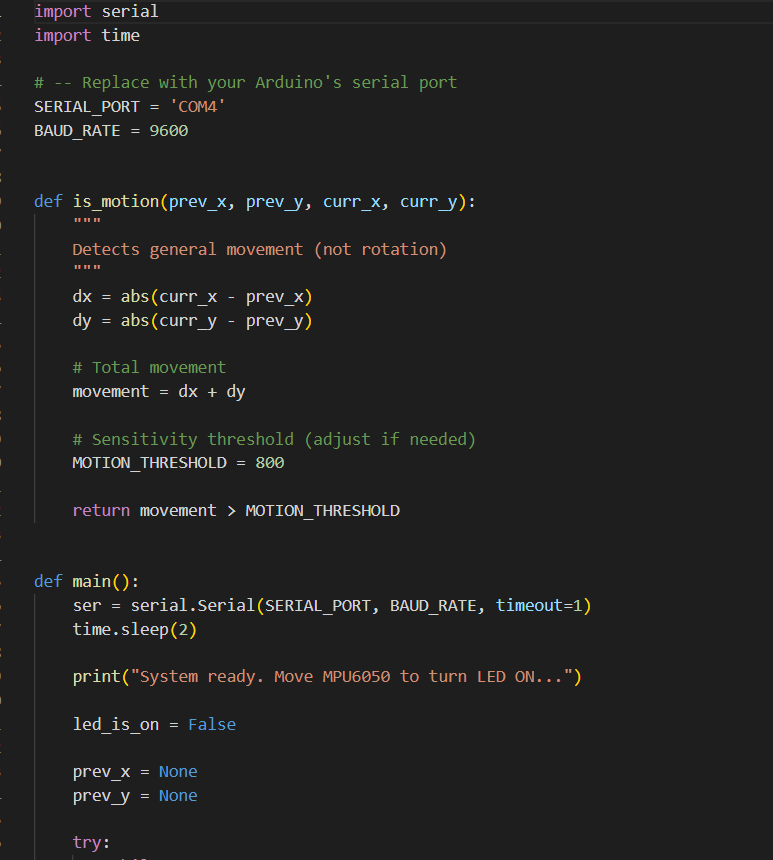 import serial
import time
# -- Replace with your Arduino's serial port
SERIAL_PORT = 'COM4'
BAUD_RATE = 9600
def is_motion(prev_x, prev_y, curr_x, curr_y):
"""
Detects general movement (not rotation)
"""
dx = abs(curr_x - prev_x)
dy = abs(curr_y - prev_y)
# Total movement
movement = dx + dy
# Sensitivity threshold (adjust if needed)
MOTION_THRESHOLD = 800
return movement > MOTION_THRESHOLD
def main():
ser = serial.Serial(SERIAL_PORT, BAUD_RATE, timeout=1)
time.sleep(2)
print("System ready. Move MPU6050 to turn LED ON...")
led_is_on = False
prev_x = None
prev_y = None
try: